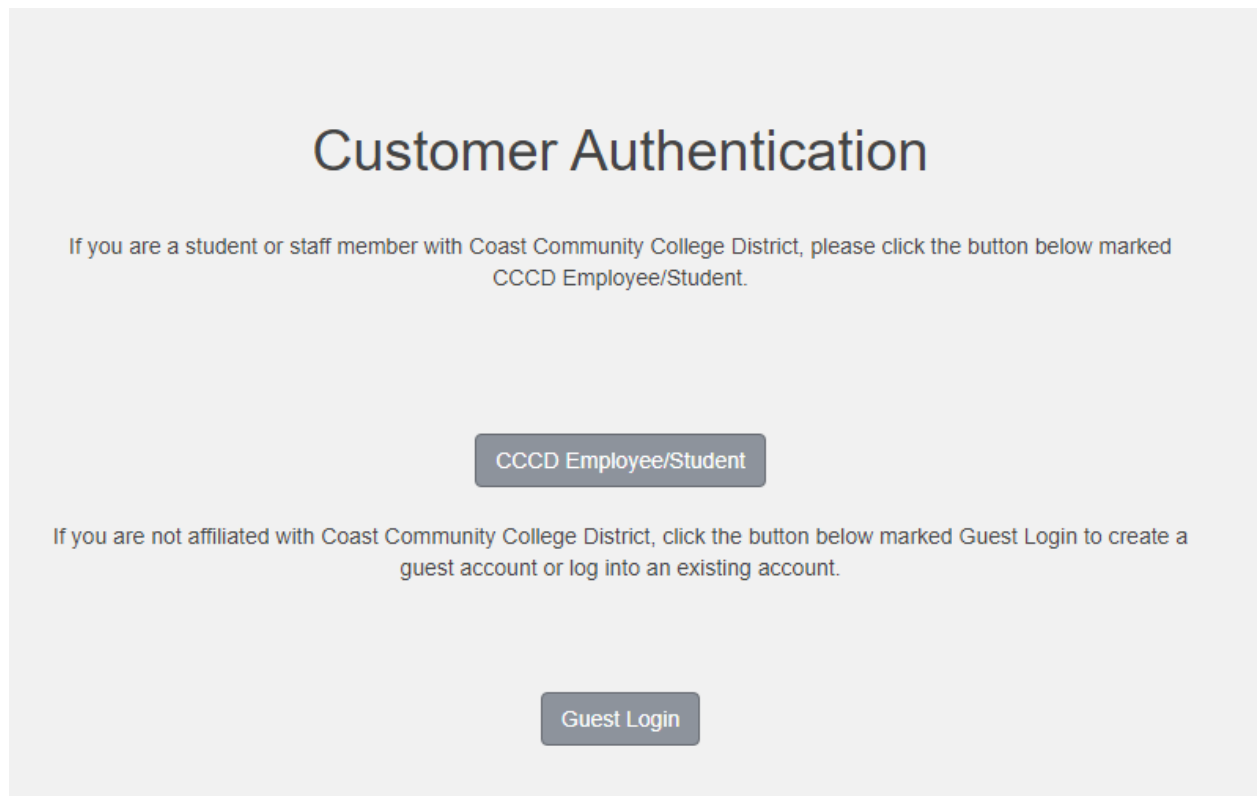 Customer Authentication
If you are a student or staff member with Coast Community College District, please click the button below marked
CCCD Employee/Student.
CCCD Employee/Student
If you are not affiliated with Coast Community College District, click the button below marked Guest Login to create a
guest account or log into an existing account.
Guest Login